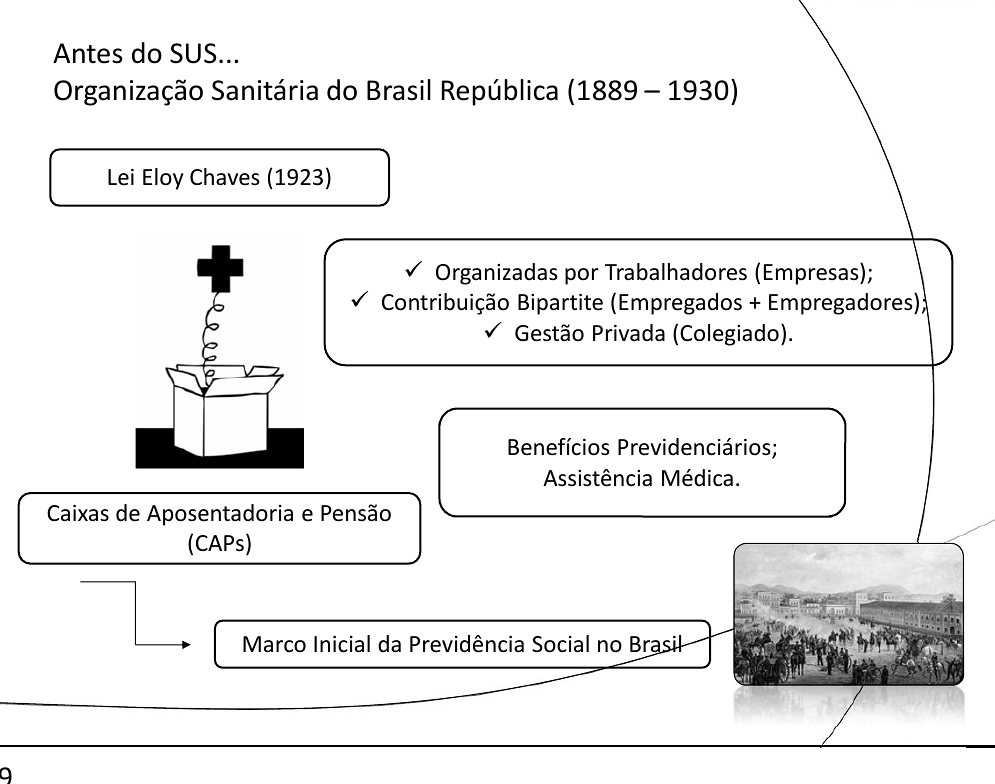 Antes do SUS...
Organização Sanitária do Brasil República (1889 – 1930)
Lei Eloy Chaves (1923)
✓ Organizadas por Trabalhadores (Empresas);
✓ Contribuição Bipartite (Empregados + Empregadores);
✓ Gestão Privada (Colegiado).
Benefícios Previdenciários;
Assistência Médica.
Caixas de Aposentadoria e Pensão
(CAPs)
Marco Inicial da Previdência Social no Brasil
9